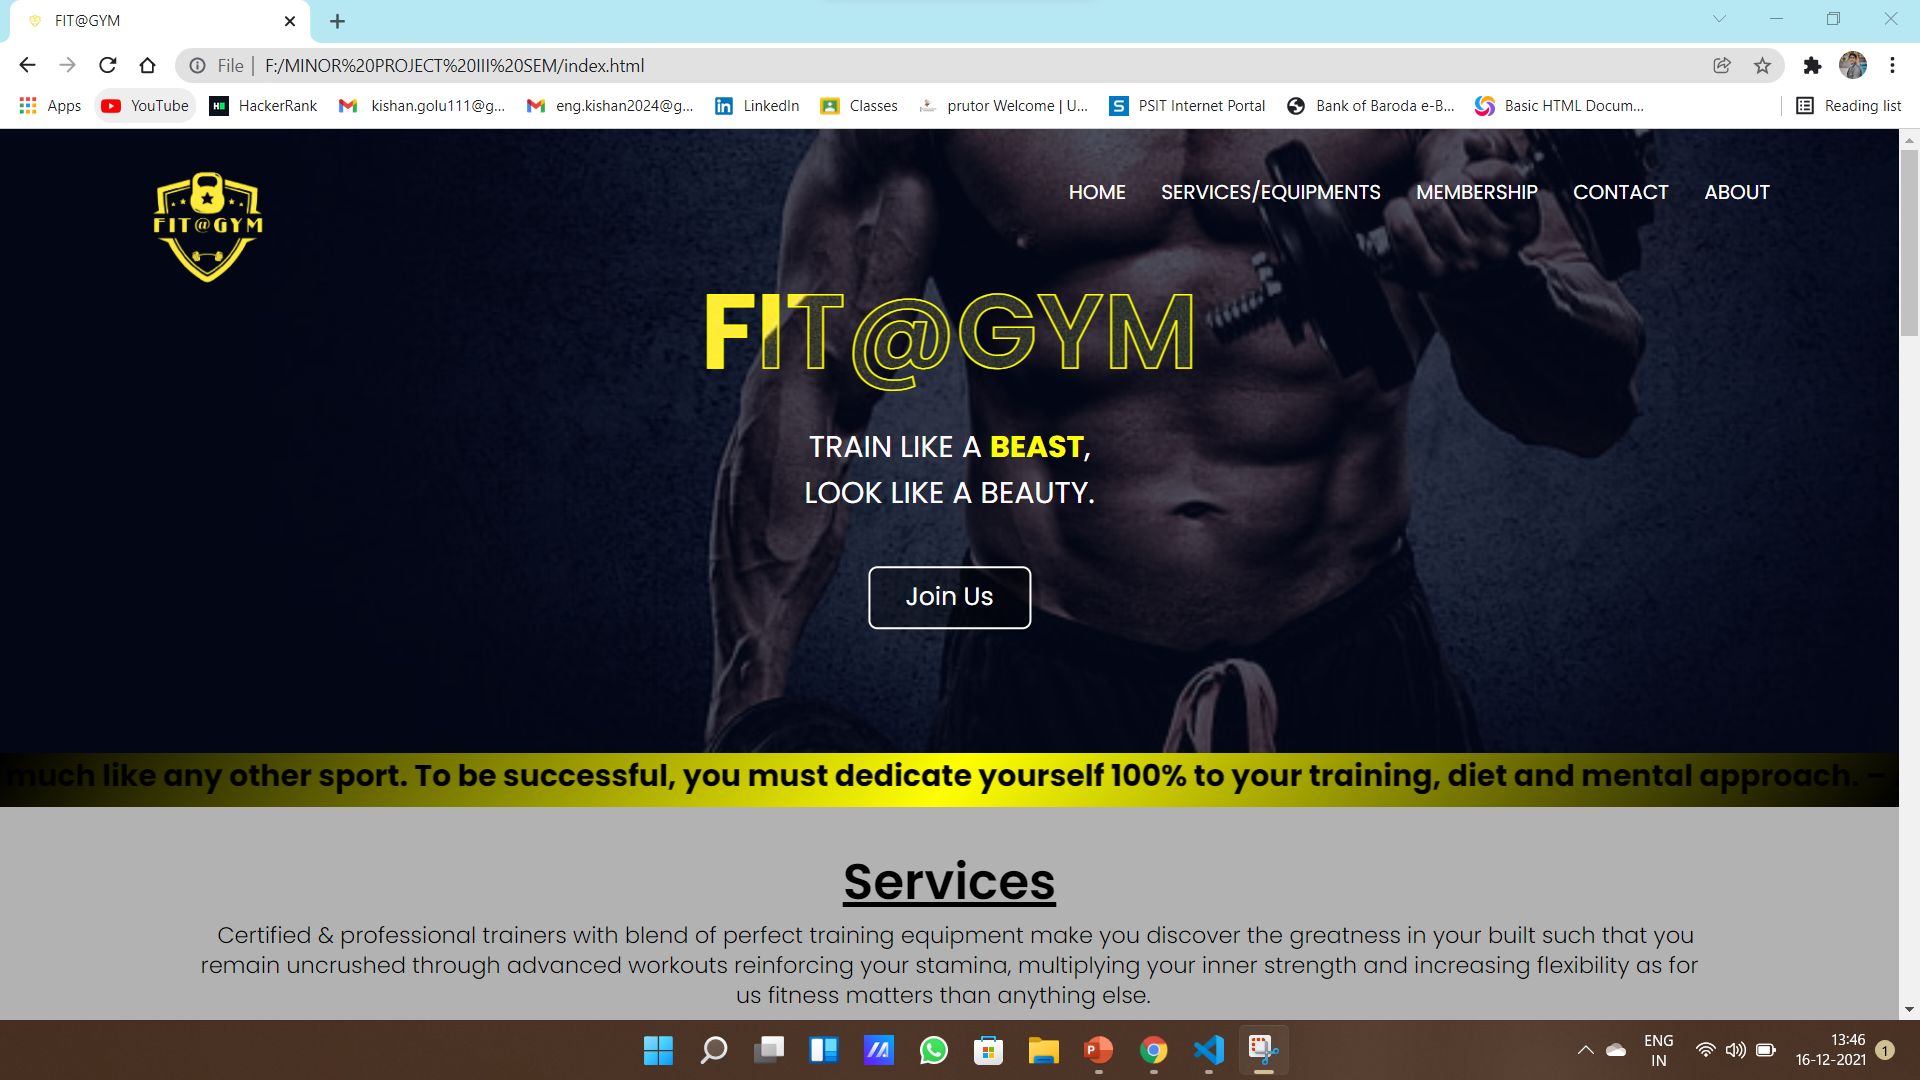 FIT@GYM
File
F:/MINOR%20PROJECT%20III%20SEM/index.html
Apps
YouTube
HackerRank
kishan.golu111@g...
eng.kishan2024@g...
LinkedIn
Classes
prutor Welcome | U...
PSIT Internet Portal
Bank of Baroda e-B...
Basic HTML Docum...
Reading list
FIT@GYM
HOME
SERVICES/EQUIPMENTS
MEMBERSHIP
CONTACT
ABOUT
FIT@GYM
TRAIN LIKE A BEAST,
LOOK LIKE A BEAUTY.
Join Us
much like any other sport. To be successful, you must dedicate yourself 100% to your training, diet and mental approach. –
Services
Certified & professional trainers with blend of perfect training equipment make you discover the greatness in your built such that you
remain uncrushed through advanced workouts reinforcing your stamina, multiplying your inner strength and increasing flexibility as for
us fitness matters than anything else.
ENG
IN
13:46
16-12-2021
1